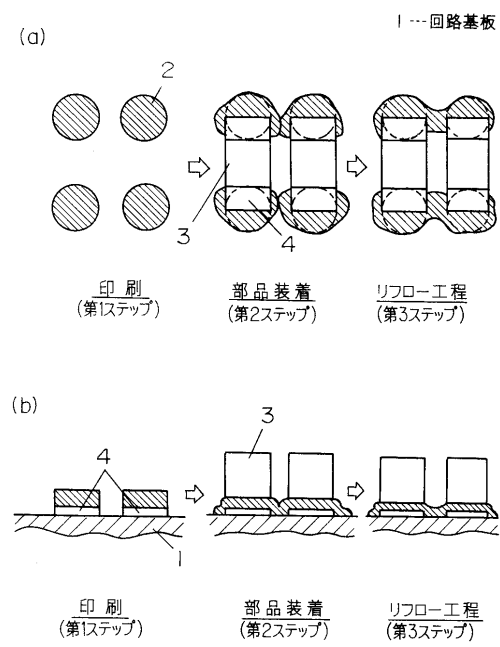 1 --- 回路基板
(a)
2
3
4
印刷
(第1ステップ)
部品装着
(第2ステップ)
リフロー工程
(第3ステップ)
(b)
3
4
1
印刷
(第1ステップ)
部品装着
(第2ステップ)
リフロー工程
(第3ステップ)